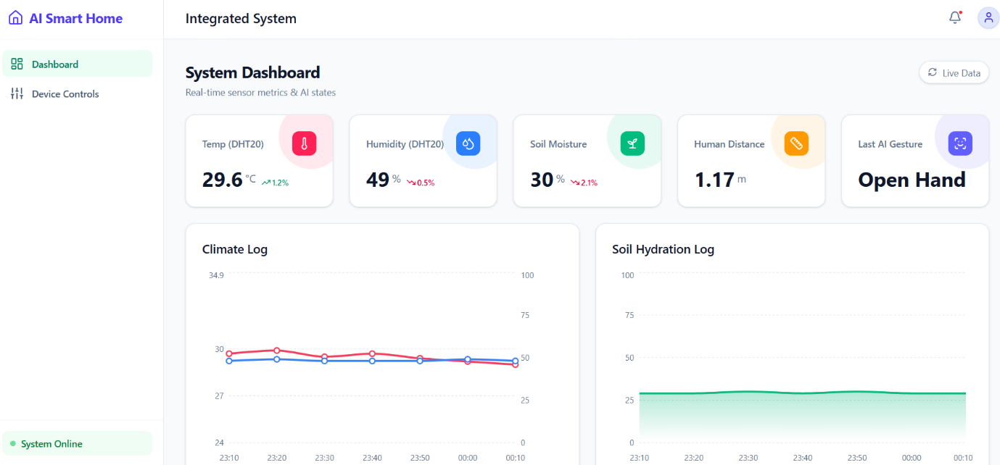 AI Smart Home
Integrated System
Dashboard
Device Controls
System Online
System Dashboard
Real-time sensor metrics & AI states
Live Data
Temp (DHT20)
29.6 °C 1.2%
Humidity (DHT20)
49 % 0.5%
Soil Moisture
30 % 2.1%
Human Distance
1.17 m
Last AI Gesture
Open Hand
Climate Log
34.9
30
27
24
100
75
50
25
0
23:10 23:20 23:30 23:40 23:50 00:00 00:10
Soil Hydration Log
100
75
50
25
0
23:10 23:20 23:30 23:40 23:50 00:00 00:10